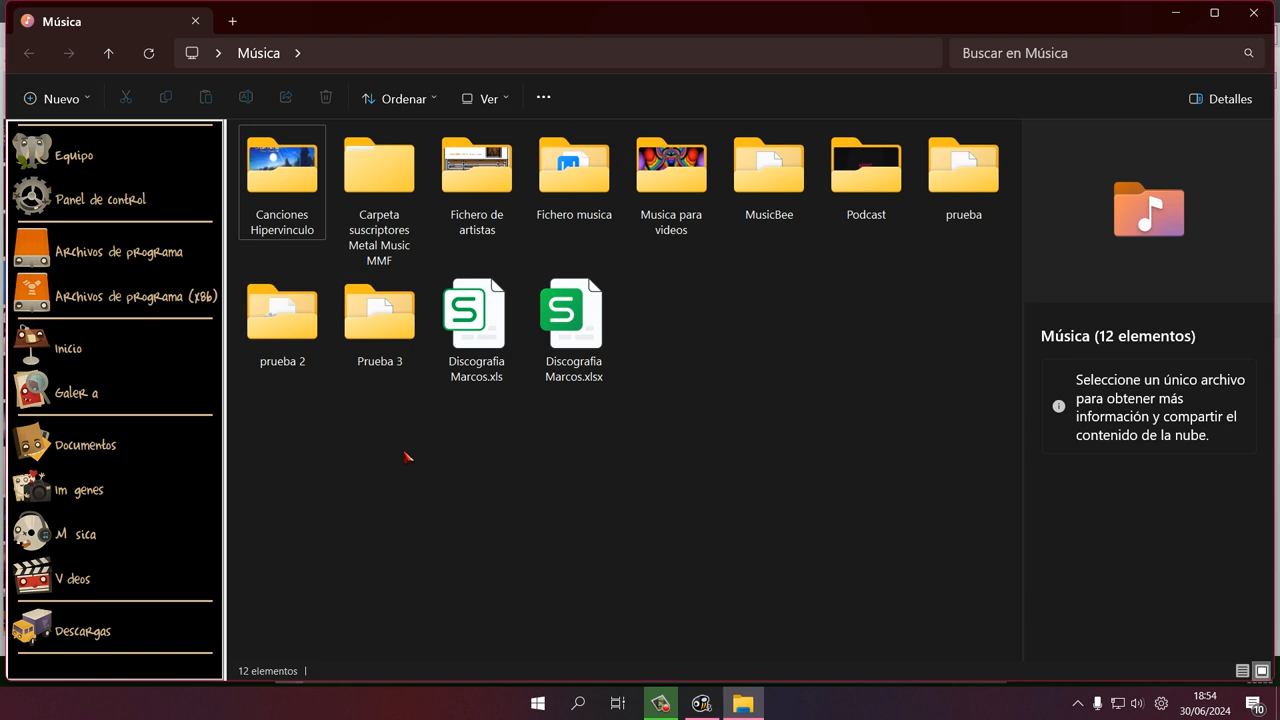 Música
Música
Buscar en Música
Nuevo
Ordenar
Ver
Detalles
Equipo
Panel de control
Archivos de programa
Archivos de programa (x86)
Inicio
Galer a
Documentos
Im genes
M sica
V deos
Descargas
Canciones
Hipervinculo
Carpeta
suscriptores
Metal Music
MMF
Fichero de
artistas
Fichero musica
Musica para
videos
MusicBee
Podcast
prueba
prueba 2
Prueba 3
Discografia
Marcos.xls
Discografia
Marcos.xlsx
Música (12 elementos)
Seleccione un único archivo
para obtener más
información y compartir el
contenido de la nube.
12 elementos
18:54
30/06/2024
10